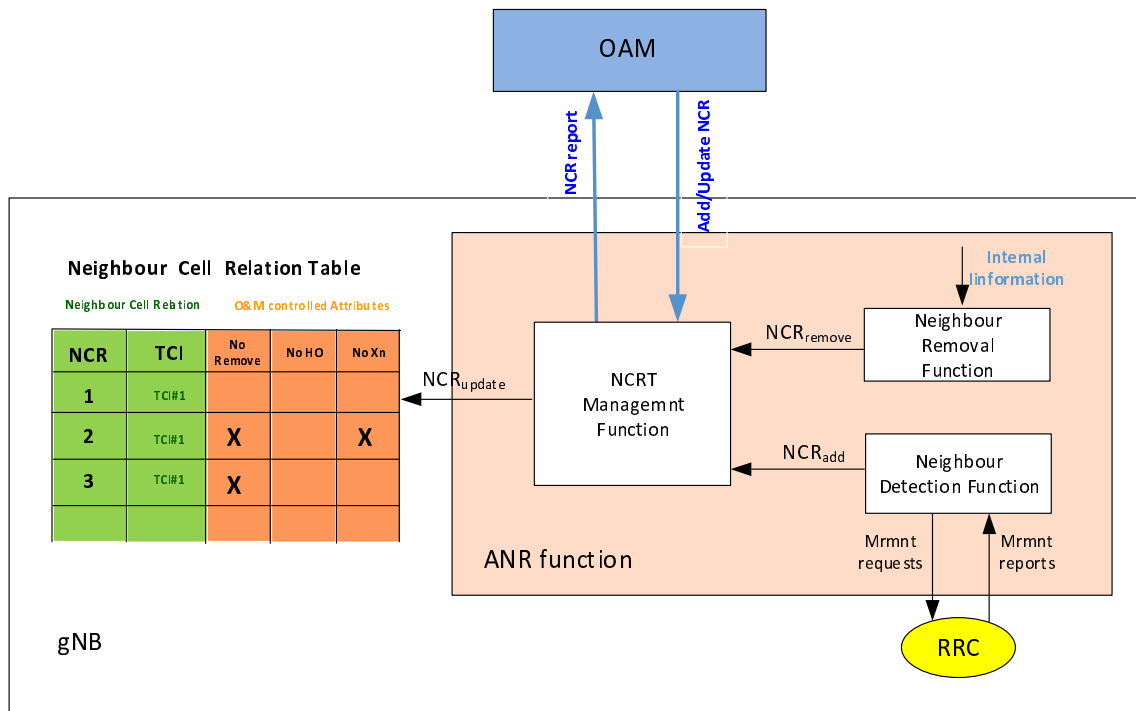 OAM
NCR report
Add/Update NCR
Neighbour Cell Relation Table
Neighbour Cell Relation
O&M controlled Attributes
NCR
TCI
No
Remove
No HO
No Xn
1
TCI#1
2
TCI#1
X
X
3
TCI#1
X
NCRupdate
NCRT
Managemnt
Function
NCRremove
NCRadd
Internal
Iinformation
Neighbour
Removal
Function
Neighbour
Detection Function
Mrmnt
requests
Mrmnt
reports
ANR function
RRC
gNB